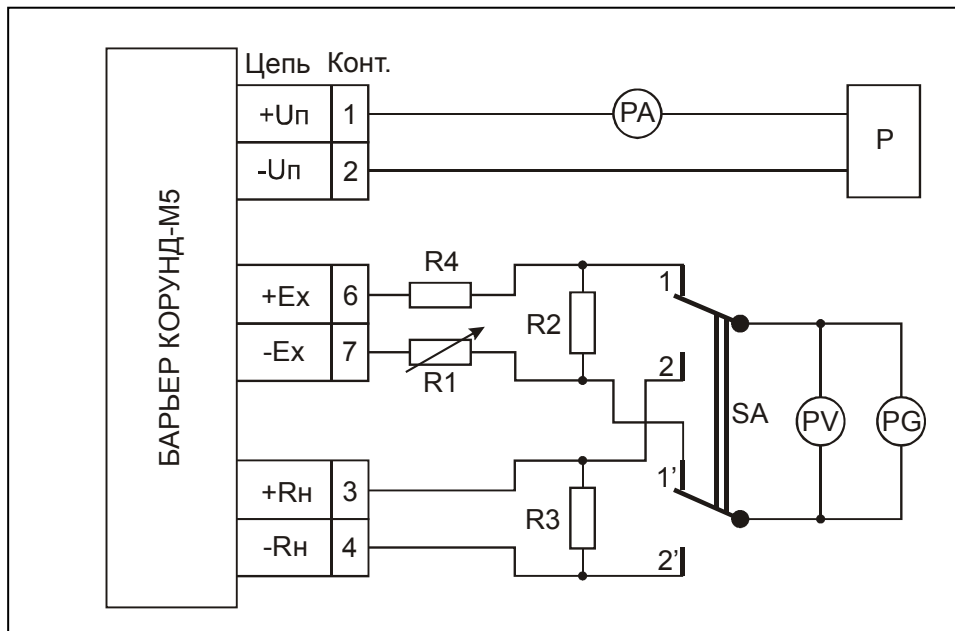 БАРЬЕР КОРУНД-М5
Цепь Конт.
+Uп 1
-Uп 2
PA
P
+Ex 6
-Ex 7
R4
R1
R2
1
2
SA
PV
PG
+Rн 3
-Rн 4
R3
1’
2’